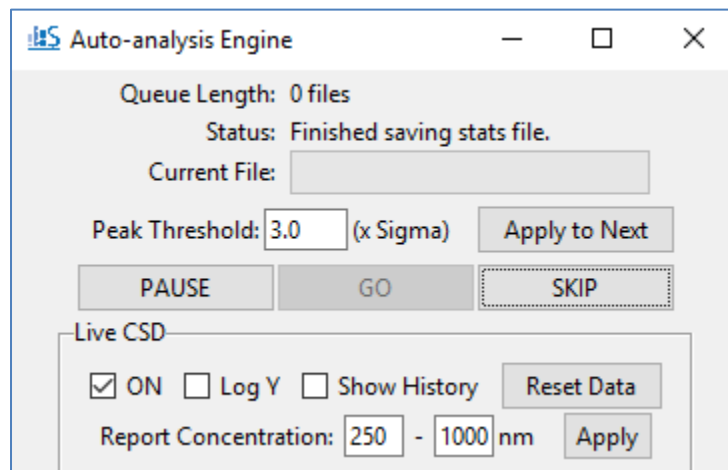 Auto-analysis Engine
Queue Length: 0 files
Status: Finished saving stats file.
Current File:
Peak Threshold: 3.0 (x Sigma) Apply to Next
PAUSE GO SKIP
Live CSD
ON Log Y Show History Reset Data
Report Concentration: 250 - 1000 nm Apply